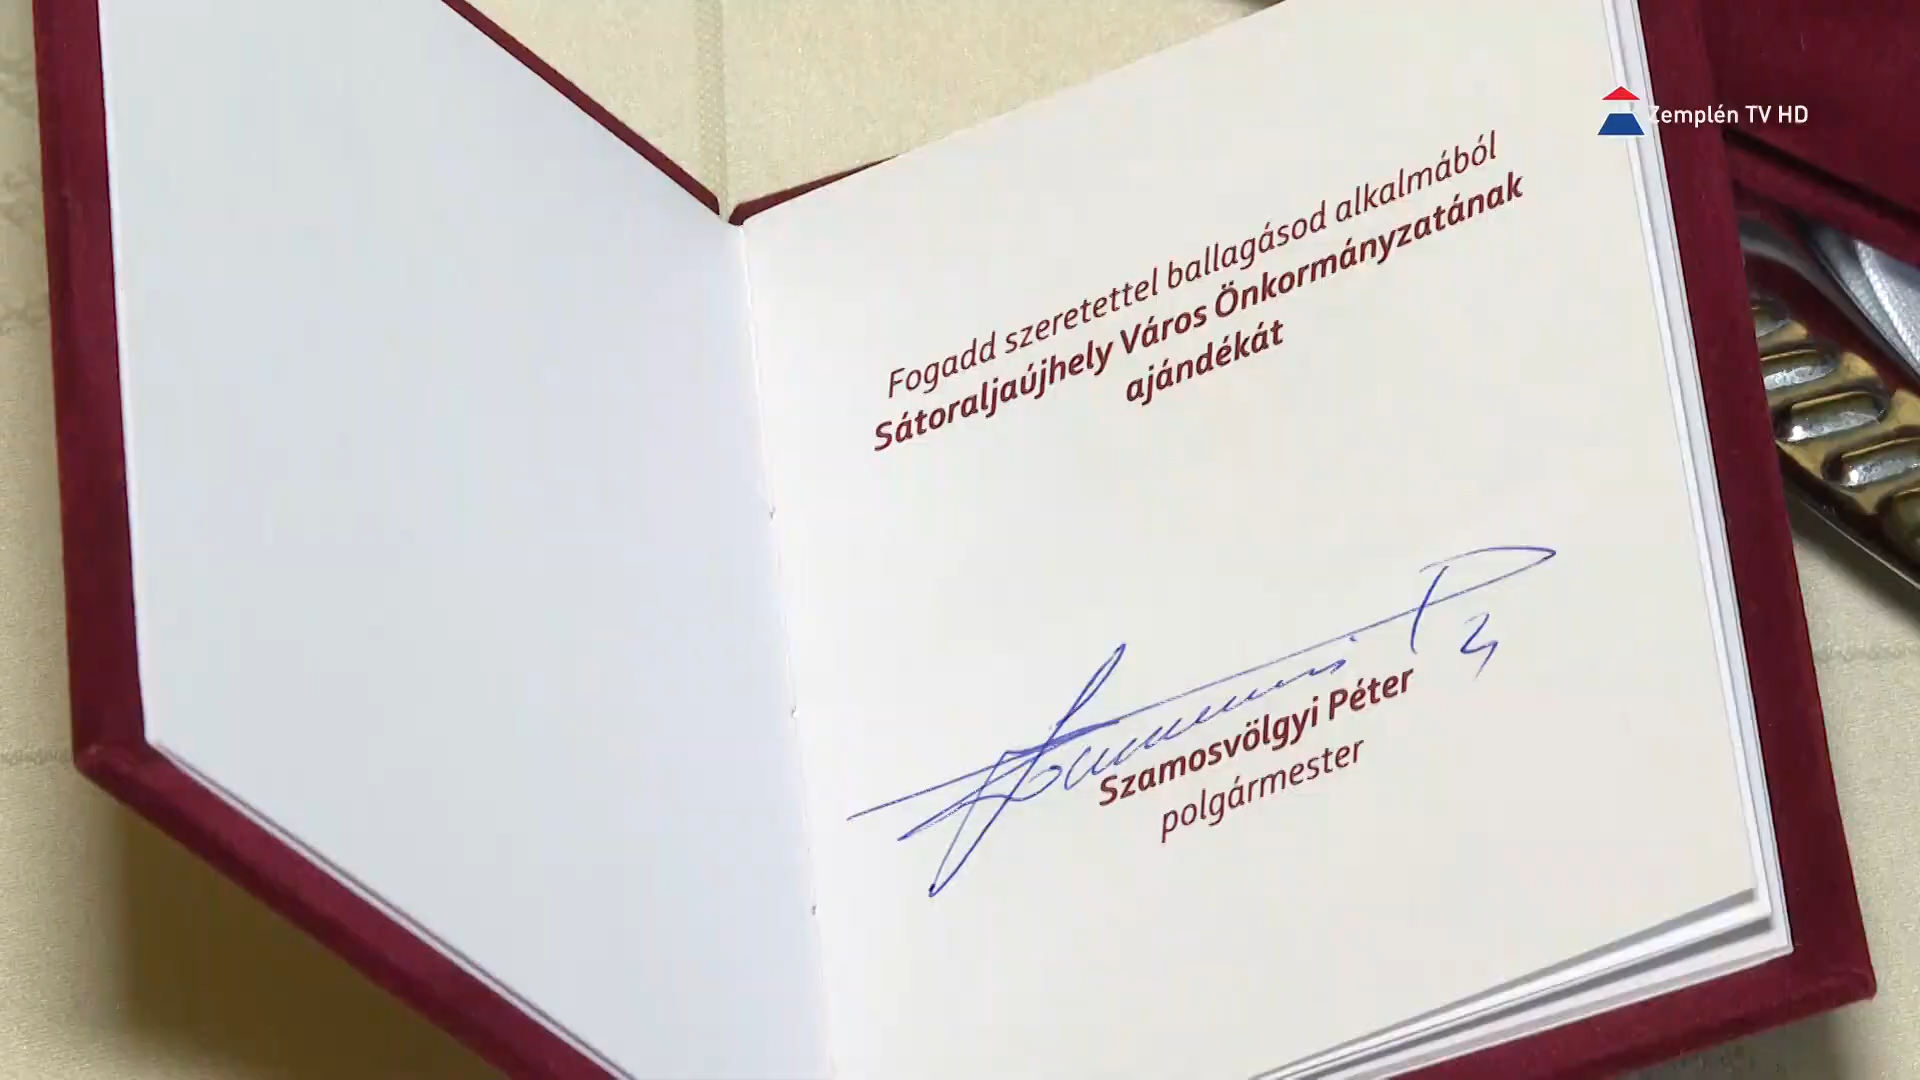 Zemplén TV HD
Fogadd szeretettel ballagásod alkalmából
Sátoraljaújhely Város Önkormányzatának
ajándékát
Szamosvölgyi Péter
polgármester